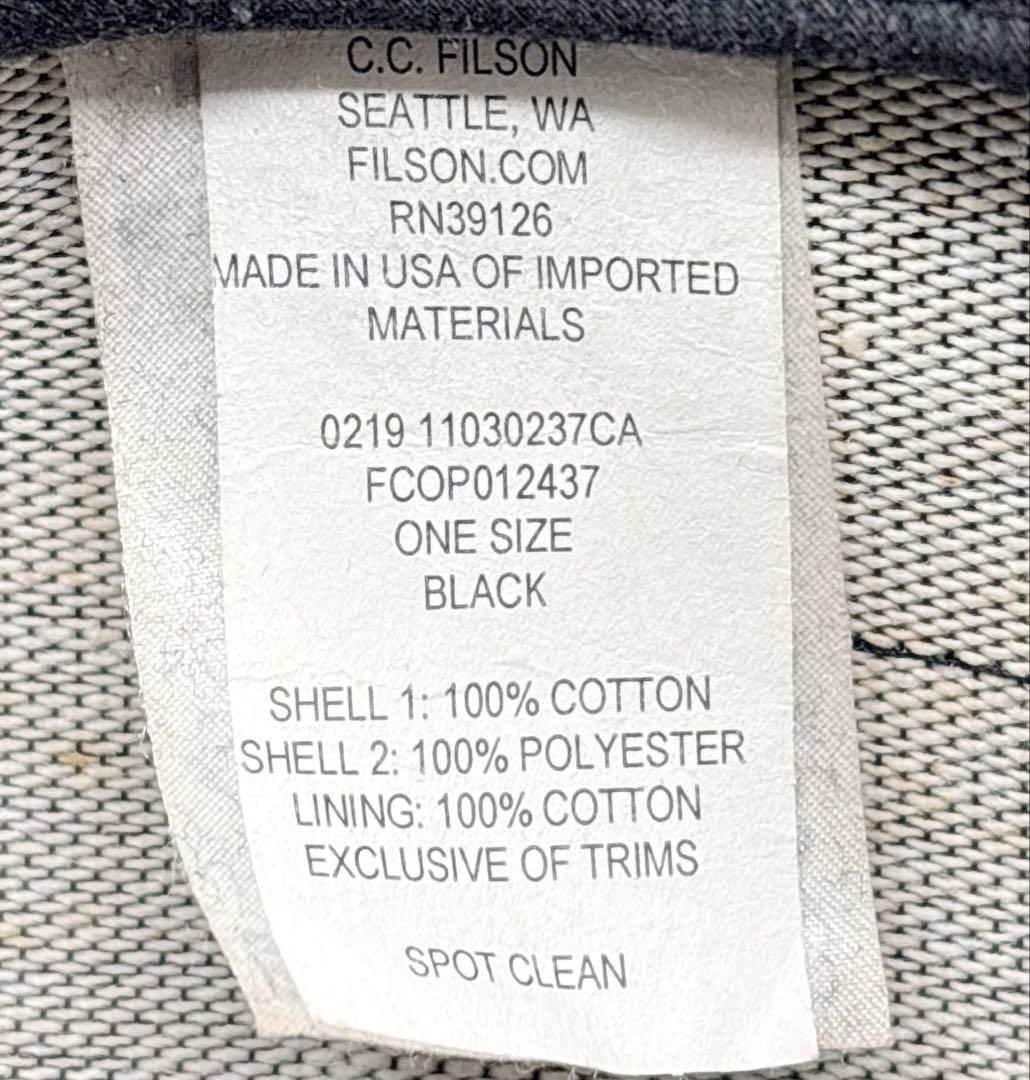 C.C. FILSON
SEATTLE, WA
FILSON.COM
RN39126
MADE IN USA OF IMPORTED
MATERIALS
0219 11030237CA
FCOP012437
ONE SIZE
BLACK
SHELL 1: 100% COTTON
SHELL 2: 100% POLYESTER
LINING: 100% COTTON
EXCLUSIVE OF TRIMS
SPOT CLEAN